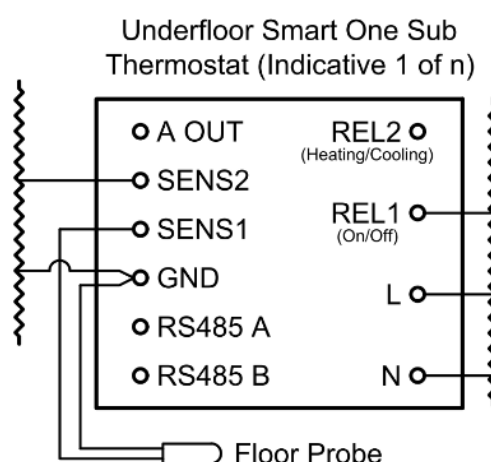 Underfloor Smart One Sub
Thermostat (Indicative 1 of n)
A OUT
REL2
(Heating/Cooling)
SENS2
SENS1
REL1
(On/Off)
GND
L
RS485 A
RS485 B
N
Floor Probe